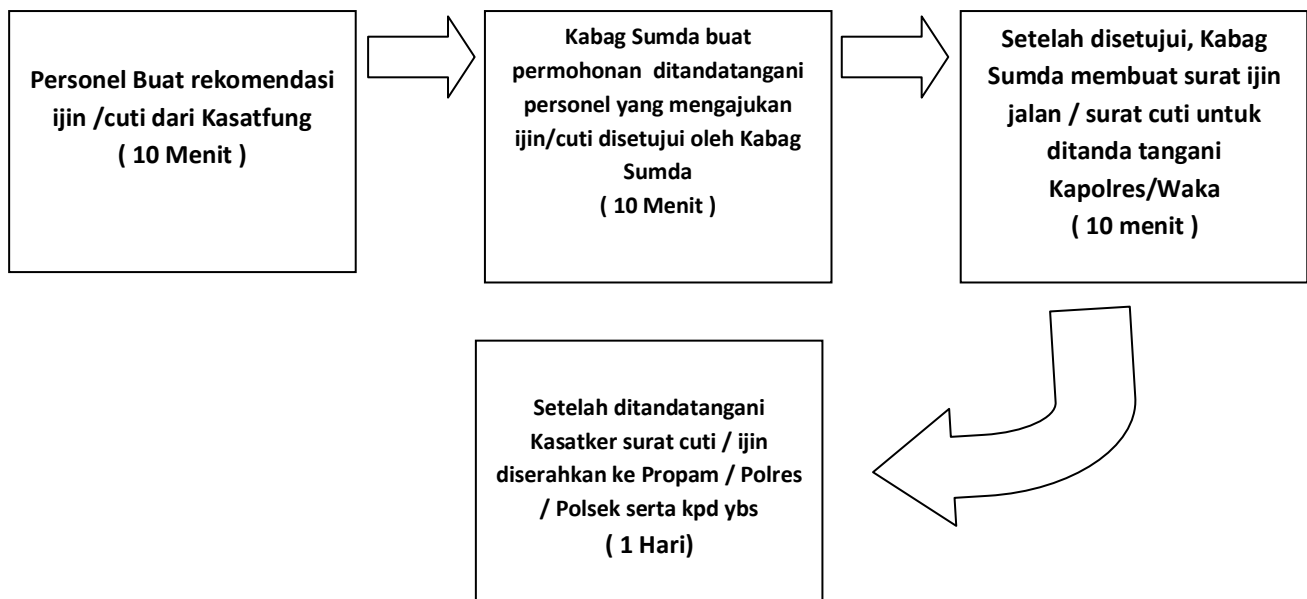 Personel Buat rekomendasi
ijin /cuti dari Kasatfung
( 10 Menit )
Kabag Sumda buat
permohonan ditandatangani
personel yang mengajukan
ijin/cuti disetujui oleh Kabag
Sumda
( 10 Menit )
Setelah disetujui, Kabag
Sumda membuat surat ijin
jalan / surat cuti untuk
ditanda tangani
Kapolres/Waka
( 10 menit )
Setelah ditandatangani
Kasatker surat cuti / ijin
diserahkan ke Propam / Polres
/ Polsek serta kpd ybs
( 1 Hari)